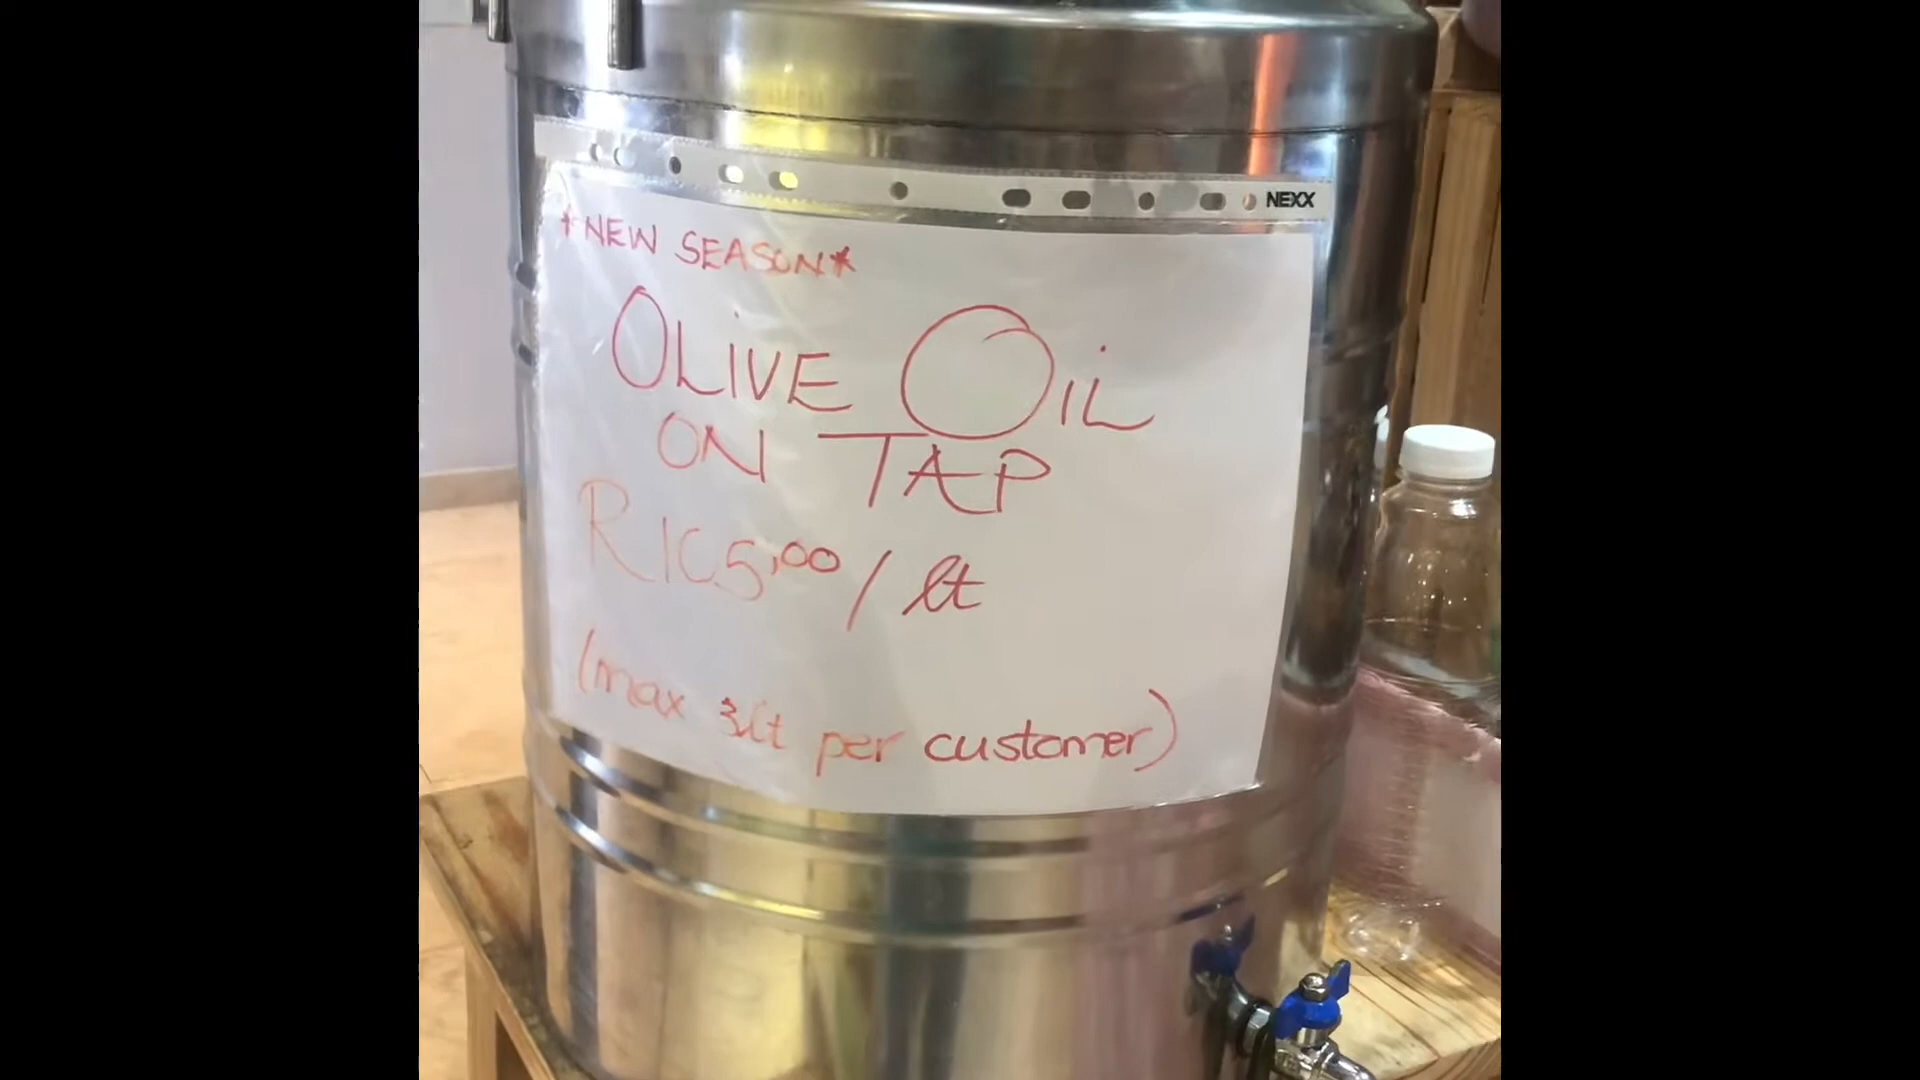 NEXX
*NEW SEASON*
OLIVE OiL
ON TAP
R105,00/lt
(max 3lt per customer)